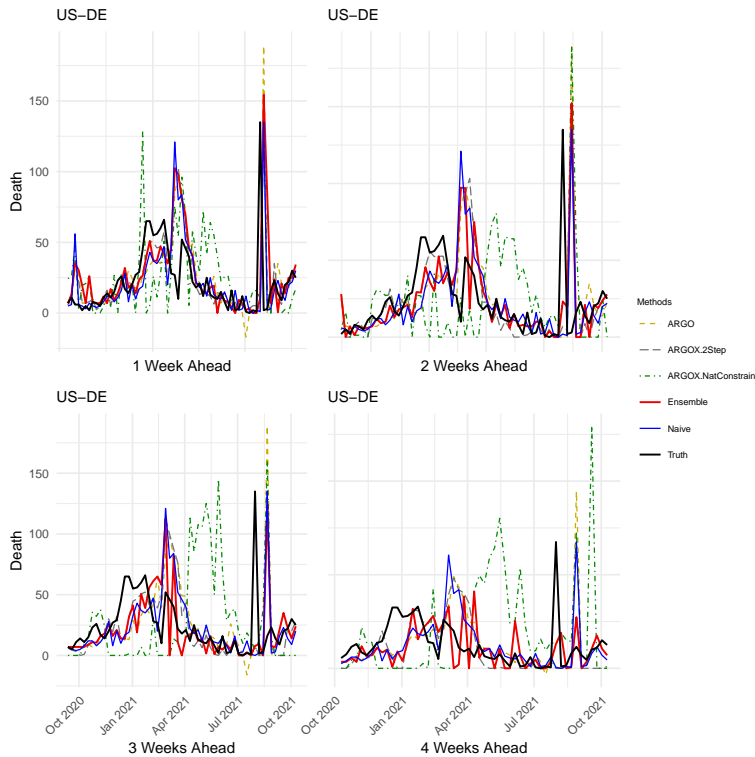 US-DE
US-DE
150
100
50
0
Death
1 Week Ahead
2 Weeks Ahead
Methods
ARGO
ARGOX.2Step
ARGOX.NatConstrain
Ensemble
Naive
Truth
US-DE
US-DE
150
100
50
0
Death
Oct 2020
Jan 2021
Apr 2021
Jul 2021
Oct 2021
Oct 2020
Jan 2021
Apr 2021
Jul 2021
Oct 2021
3 Weeks Ahead
4 Weeks Ahead